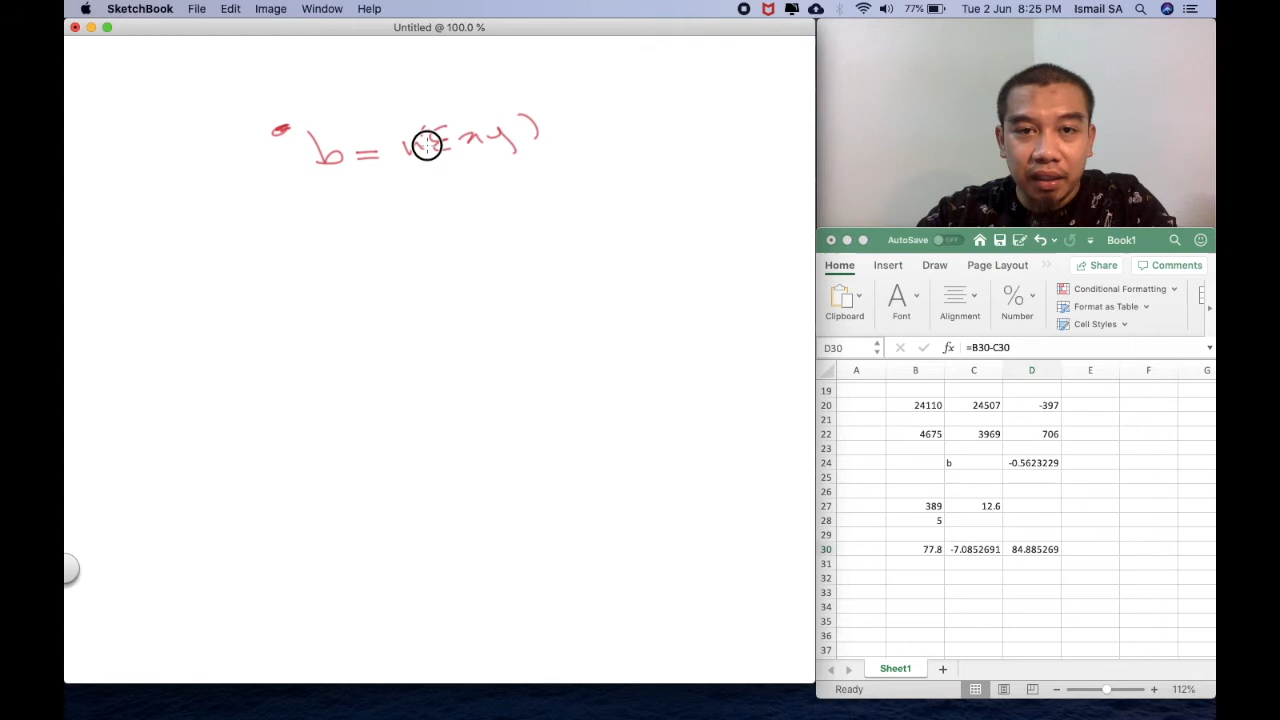 SketchBook File Edit Image Window Help
77% Tue 2 Jun 8:25 PM Ismail SA
Untitled @ 100.0 %
b = n(Σxy)
AutoSave OFF Book1
Home Insert Draw Page Layout Share Comments
Clipboard Font Alignment Number
Conditional Formatting
Format as Table
Cell Styles
D30 fx =B30-C30
A B C D E F G
19
20 24110 24507 -397
21
22 4675 3969 706
23
24 b -0.5623229
25
26
27 389 12.6
28 5
29
30 77.8 -7.0852691 84.885269
31
32
33
34
35
36
37
Sheet1 +
Ready 112%